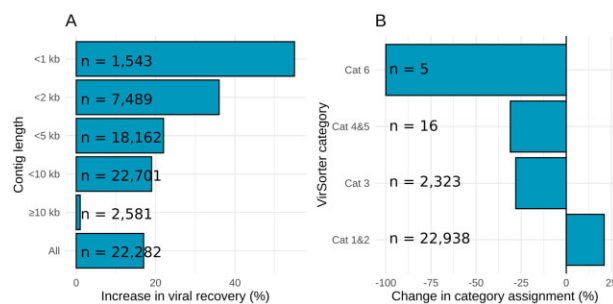 A
Contig length
<1 kb
n = 1,543
<2 kb
n = 7,489
<5 kb
n = 18,162
<10 kb
n = 22,701
≥10 kb
n = 2,581
All
n = 22,282
0
20
40
Increase in viral recovery (%)
B
VirSorter category
Cat 6
n = 5
Cat 4&5
n = 16
Cat 3
n = 2,323
Cat 1&2
n = 22,938
-100
-75
-50
-25
0
25
Change in category assignment (%)